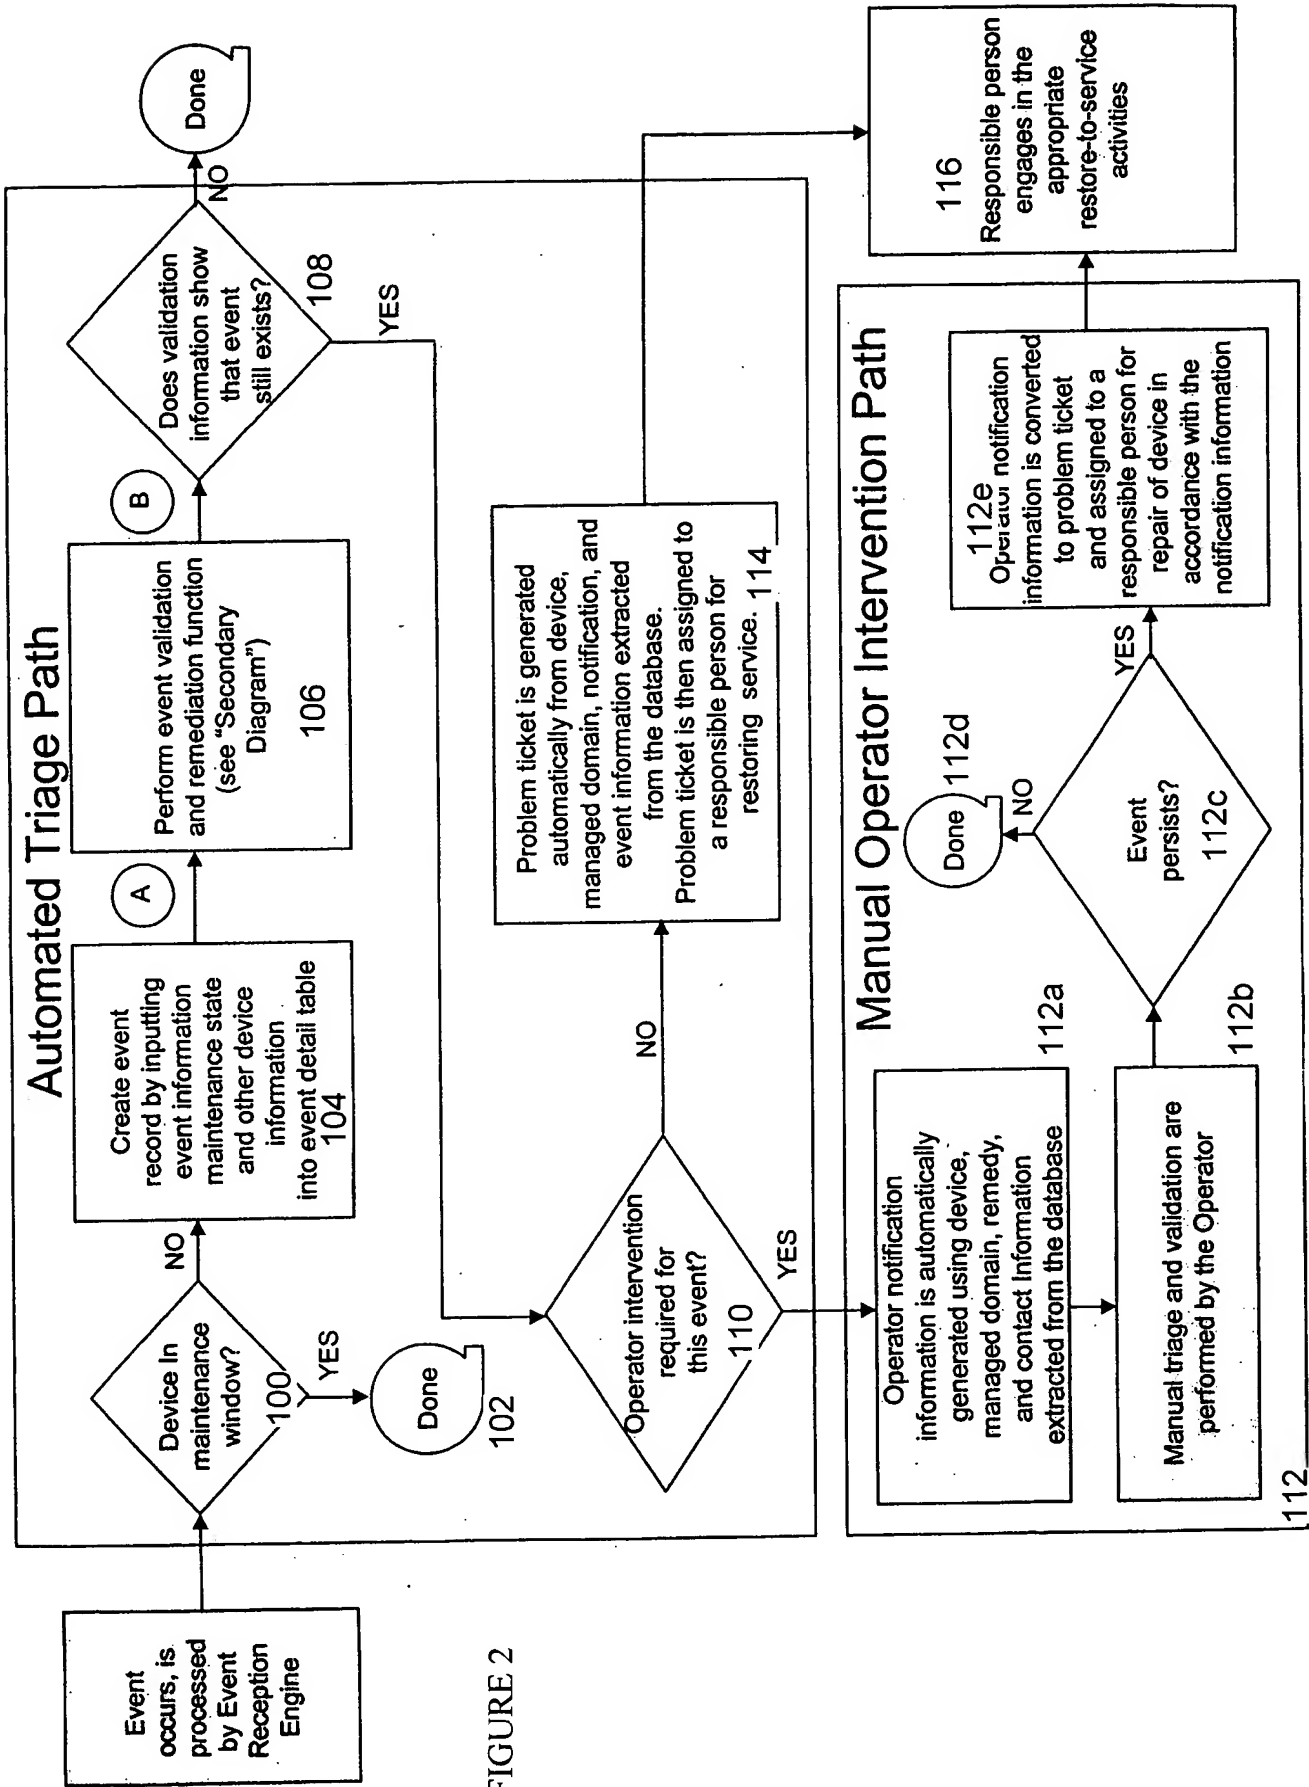 Automated Triage Path
Event
occurs, is
processed
by Event
Reception
Engine
Device In
maintenance
window?
100
NO
YES
Done
102
Create event
record by inputting
event information
maintenance state
and other device
information
into event detail table
104
A
Perform event validation
and remediation function
(see "Secondary
Diagram")
106
B
Does validation
information show
that event
still exists?
108
NO
Done
YES
Operator intervention
required for
this event?
110
NO
YES
Problem ticket is generated
automatically from device,
managed domain, notification, and
event information extracted
from the database.
Problem ticket is then assigned to
a responsible person for
restoring service. 114
116
Responsible person
engages in the
appropriate
restore-to-service
activities
Manual Operator Intervention Path
Operator notification
information is automatically
generated using device,
managed domain, remedy,
and contact Information
extracted from the database
112a
Manual triage and validation are
performed by the Operator
112b
Event
persists?
112c
NO
Done
112d
YES
112e
Operator notification
information is converted
to problem ticket
and assigned to a
responsible person for
repair of device in
accordance with the
notification information
112
FIGURE 2